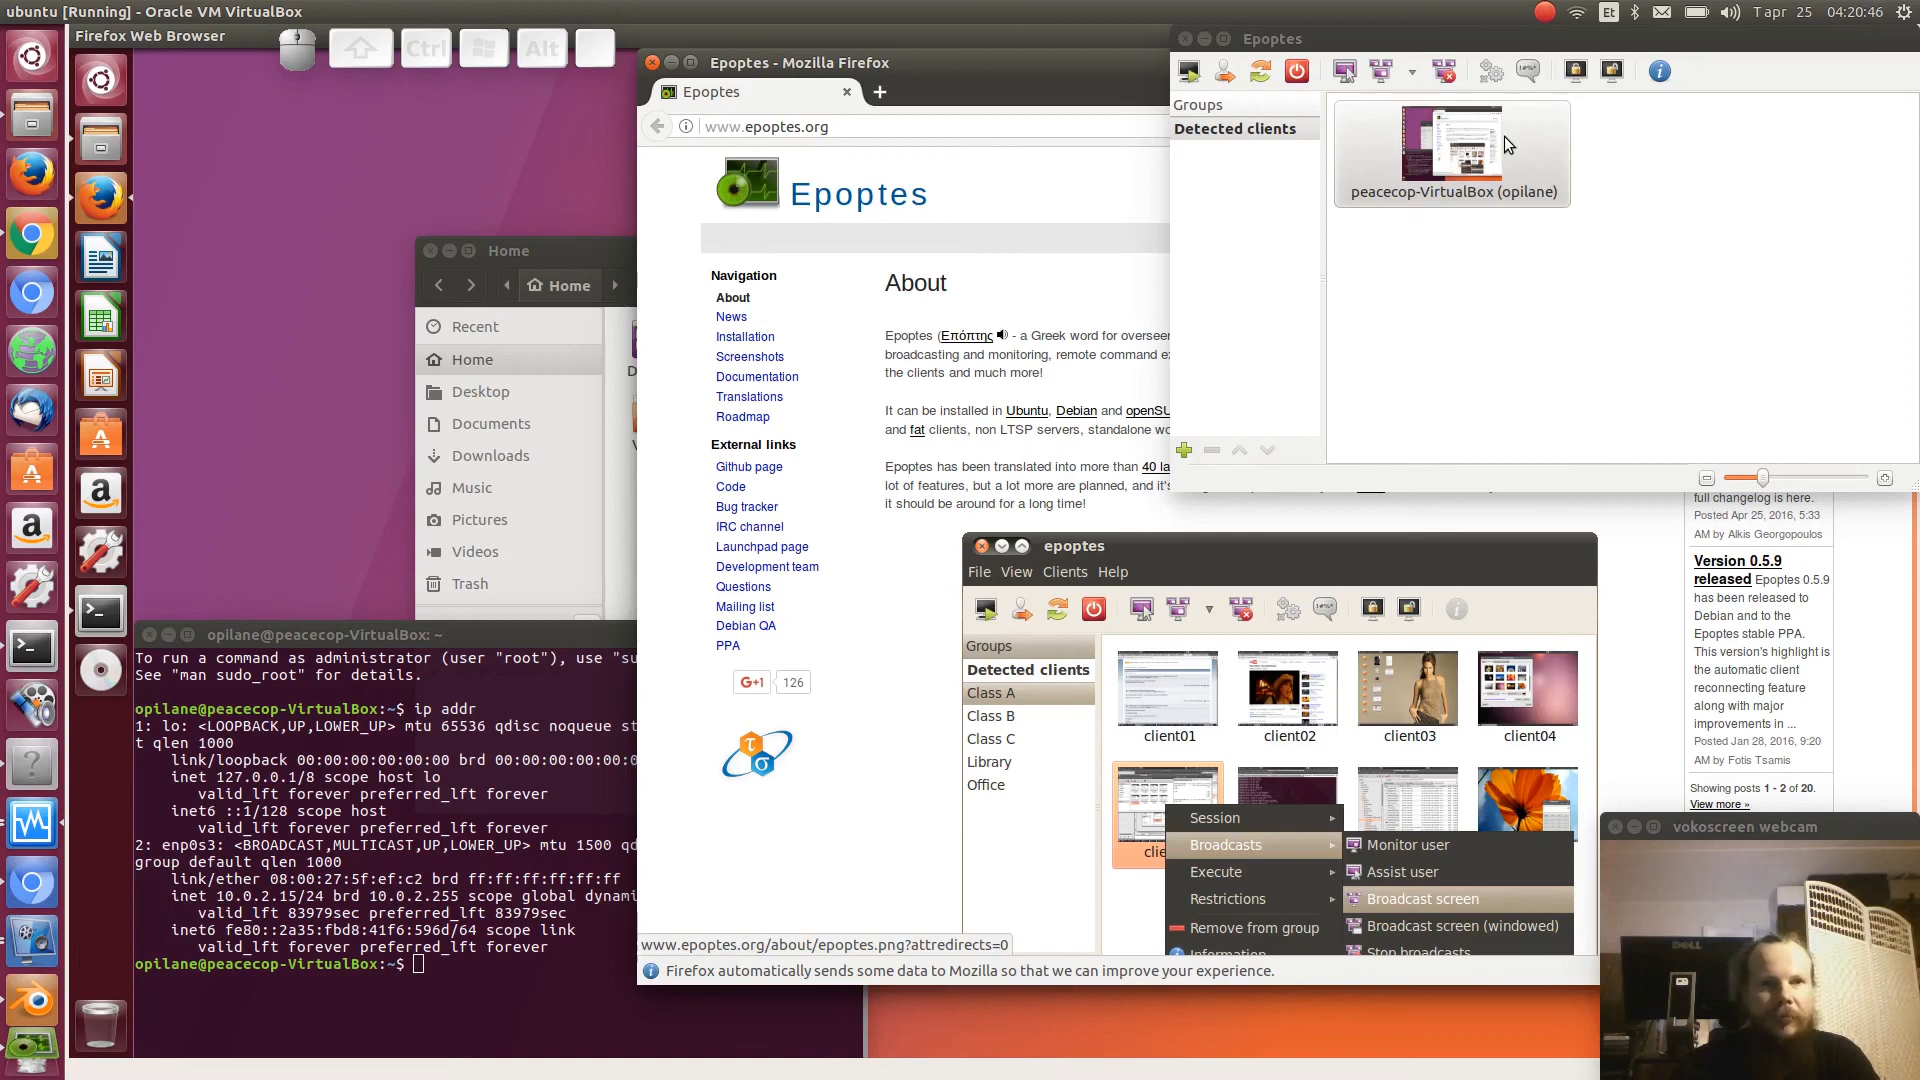 ubuntu [Running] - Oracle VM VirtualBox
Et
T apr 25 04:20:46
Firefox Web Browser
Ctrl
Alt
Epoptes - Mozilla Firefox
Epoptes
www.epoptes.org
Epoptes
Navigation
About
News
Installation
Screenshots
Documentation
Translations
Roadmap
External links
Github page
Code
Bug tracker
IRC channel
Launchpad page
Development team
Questions
Mailing list
Debian QA
PPA
G+1 126
About
Epoptes (Επόπτης - a Greek word for overseer
broadcasting and monitoring, remote command ex
the clients and much more!
It can be installed in Ubuntu, Debian and openSU
and fat clients, non LTSP servers, standalone wo
Epoptes has been translated into more than 40 la
lot of features, but a lot more are planned, and it's
it should be around for a long time!
Epoptes
Groups
Detected clients
peacecop-VirtualBox (opilane)
Home
Home
Recent
Home
Desktop
Documents
Downloads
Music
Pictures
Videos
Trash
opilane@peacecop-VirtualBox: ~
To run a command as administrator (user "root"), use "su
See "man sudo_root" for details.
opilane@peacecop-VirtualBox:~$ ip addr
1: lo: <LOOPBACK,UP,LOWER_UP> mtu 65536 qdisc noqueue st
t qlen 1000
link/loopback 00:00:00:00:00:00 brd 00:00:00:00:00:0
inet 127.0.0.1/8 scope host lo
valid_lft forever preferred_lft forever
inet6 ::1/128 scope host
valid_lft forever preferred_lft forever
2: enp0s3: <BROADCAST,MULTICAST,UP,LOWER_UP> mtu 1500 qd
group default qlen 1000
link/ether 08:00:27:5f:ef:c2 brd ff:ff:ff:ff:ff:ff
inet 10.0.2.15/24 brd 10.0.2.255 scope global dynami
valid_lft 83979sec preferred_lft 83979sec
inet6 fe80::2a35:fbd8:41f6:596d/64 scope link
valid_lft forever preferred_lft forever
opilane@peacecop-VirtualBox:~$
epoptes
File View Clients Help
Groups
Detected clients
Class A
Class B
Class C
Library
Office
client01 client02 client03 client04
clie
Session
Broadcasts
Execute
Restrictions
Remove from group
Information
Monitor user
Assist user
Broadcast screen
Broadcast screen (windowed)
Stop broadcasts
full changelog is here.
Posted Apr 25, 2016, 5:33
AM by Alkis Georgopoulos
Version 0.5.9
released Epoptes 0.5.9
has been released to
Debian and to the
Epoptes stable PPA.
This version's highlight is
the automatic client
reconnecting feature
along with major
improvements in ...
Posted Jan 28, 2016, 9:20
AM by Fotis Tsamis
Showing posts 1 - 2 of 20.
View more »
www.epoptes.org/about/epoptes.png?attredirects=0
Firefox automatically sends some data to Mozilla so that we can improve your experience.
vokoscreen webcam
DELL